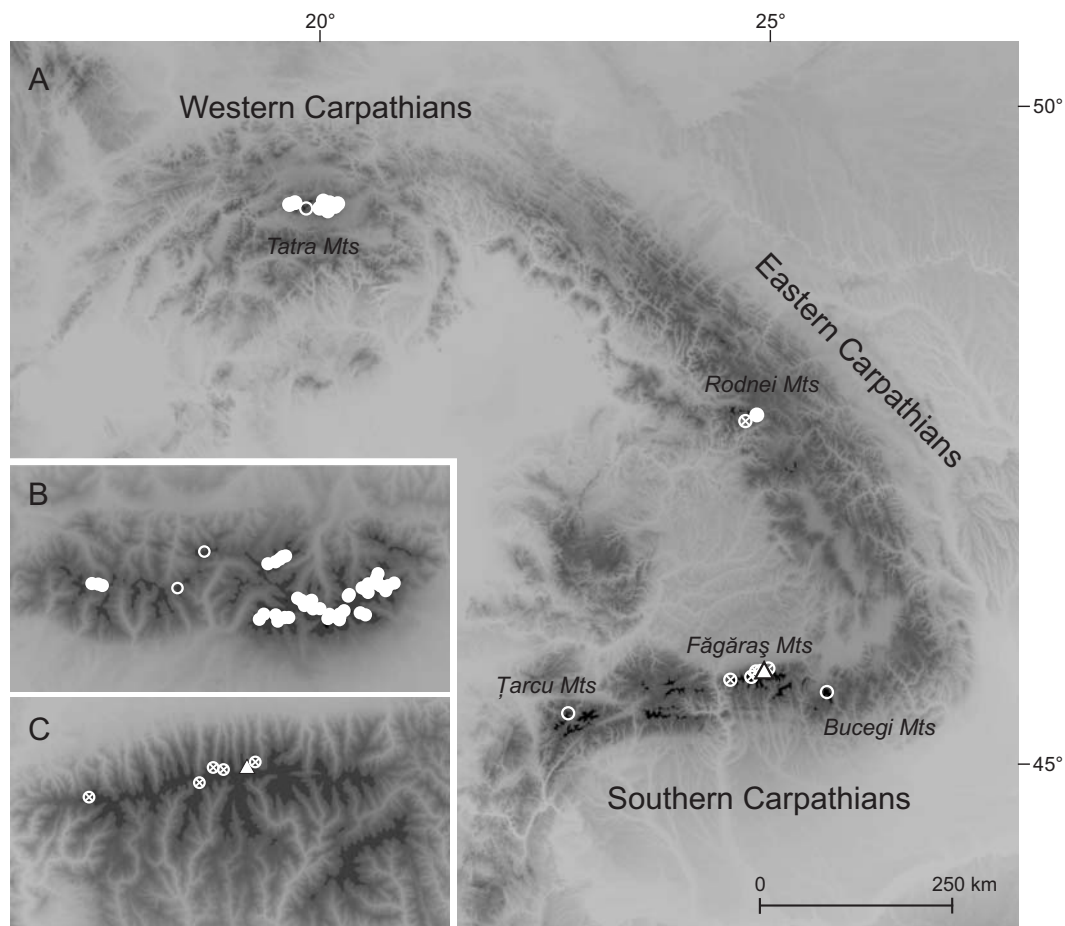 20°
25°
A
Western Carpathians
50°
Tatra Mts
Eastern Carpathians
Rodnei Mts
B
Făgăraş Mts
Țarcu Mts
Bucegi Mts
C
45°
Southern Carpathians
0
250 km